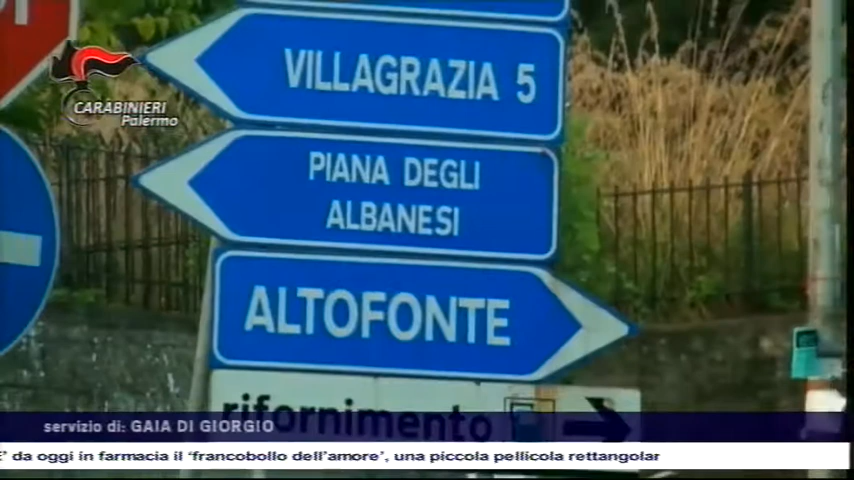 CARABINIERI
Palermo
VILLAGRAZIA 5
PIANA DEGLI
ALBANESI
ALTOFONTE
rifornimento
servizio di: GAIA DI GIORGIO
da oggi in farmacia il 'francobollo dell'amore', una piccola pellicola rettangolar